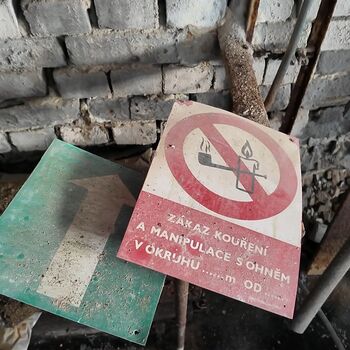 ZÁKAZ KOUŘENÍ
A MANIPULACE S OHNĚM
V OKRUHU ...... m OD ......